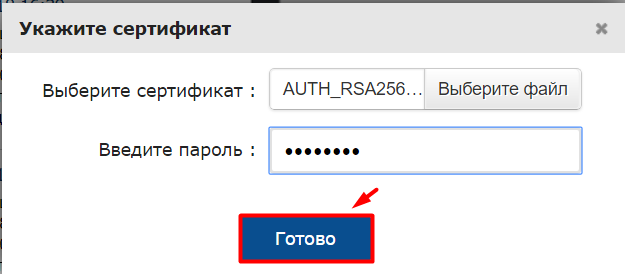 Укажите сертификат
Выберите сертификат : AUTH_RSA256... Выберите файл
Введите пароль : ••••••••
Готово